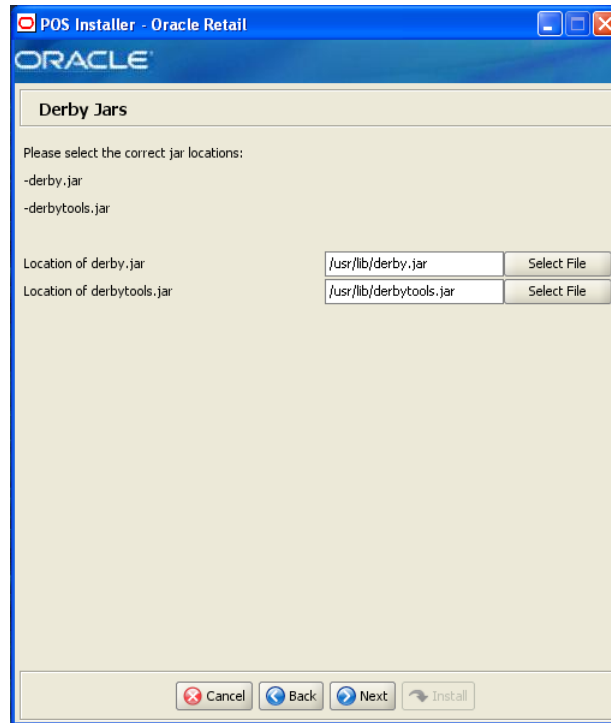 POS Installer - Oracle Retail
ORACLE
Derby Jars
Please select the correct jar locations:
-derby.jar
-derbytools.jar
Location of derby.jar /usr/lib/derby.jar Select File
Location of derbytools.jar /usr/lib/derbytools.jar Select File
Cancel Back Next Install